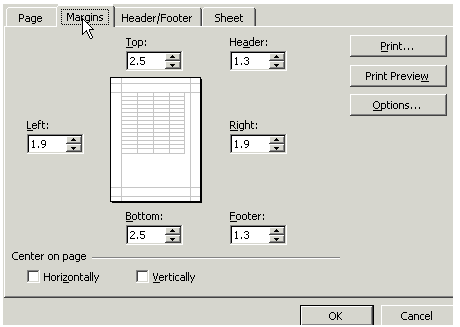 Page Margins Header/Footer Sheet
Top: Header:
2.5 1.3
Print...
Print Preview
Options...
Left: Right:
1.9 1.9
Bottom: Footer:
2.5 1.3
Center on page
Horizontally Vertically
OK Cancel